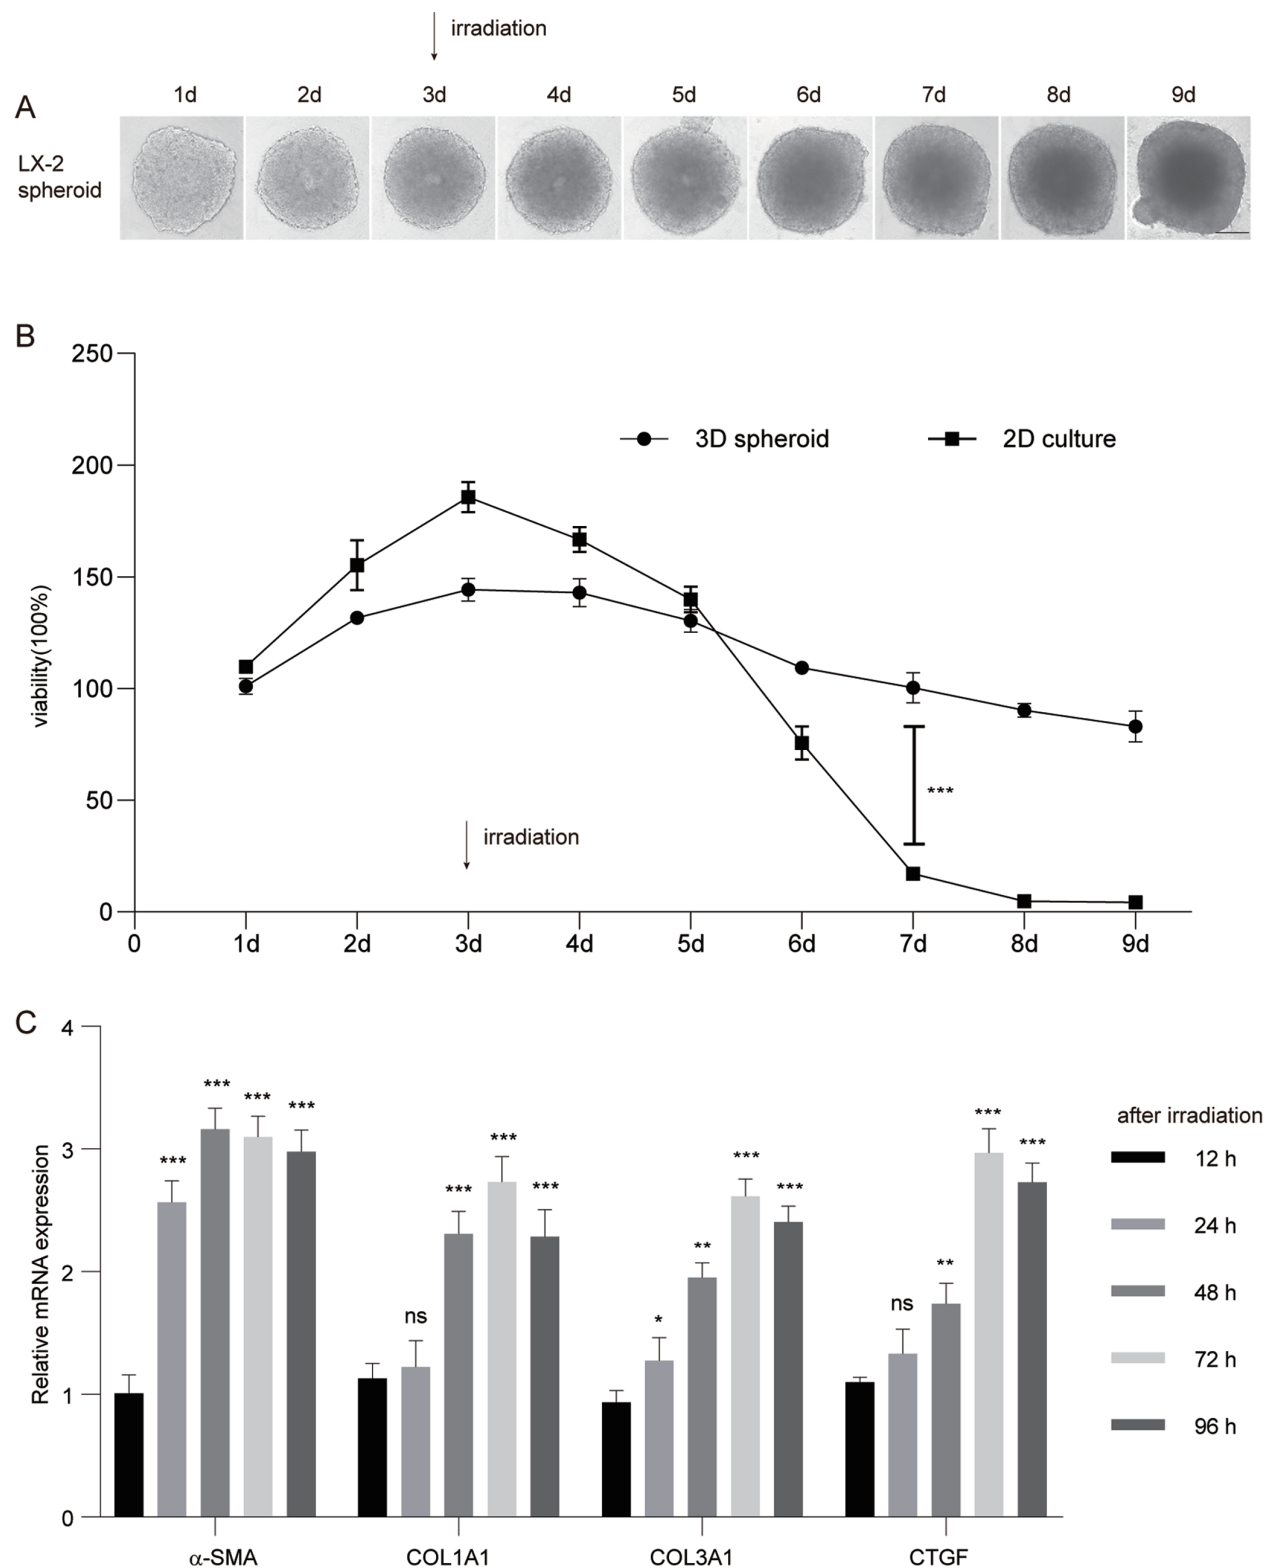 irradiation
A
1d 2d 3d 4d 5d 6d 7d 8d 9d
LX-2
spheroid
B
250
200
150
100
50
0
viability(100%)
3D spheroid 2D culture
***
irradiation
0 1d 2d 3d 4d 5d 6d 7d 8d 9d
C
4
3
2
1
0
Relative mRNA expression
*** *** *** ***
ns *** *** ***
* ** *** ***
ns ** *** ***
α-SMA COL1A1 COL3A1 CTGF
after irradiation
12 h
24 h
48 h
72 h
96 h